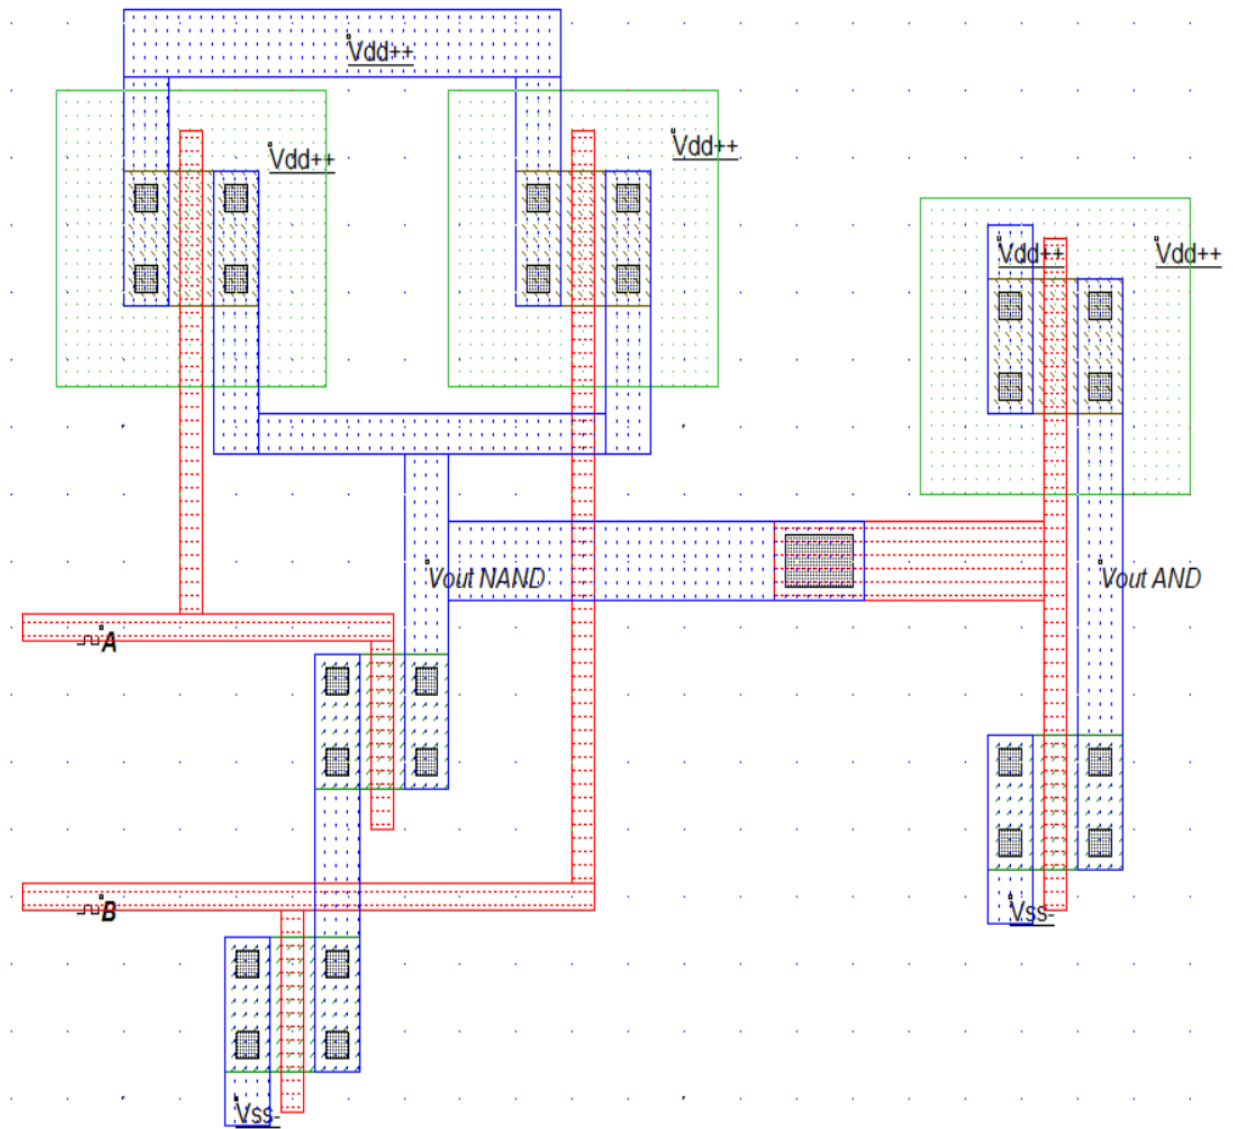 Vdd++
Vdd++
Vdd++
Vdd++
Vdd++
Vout NAND
Vout AND
A
B
Vss-
Vss-